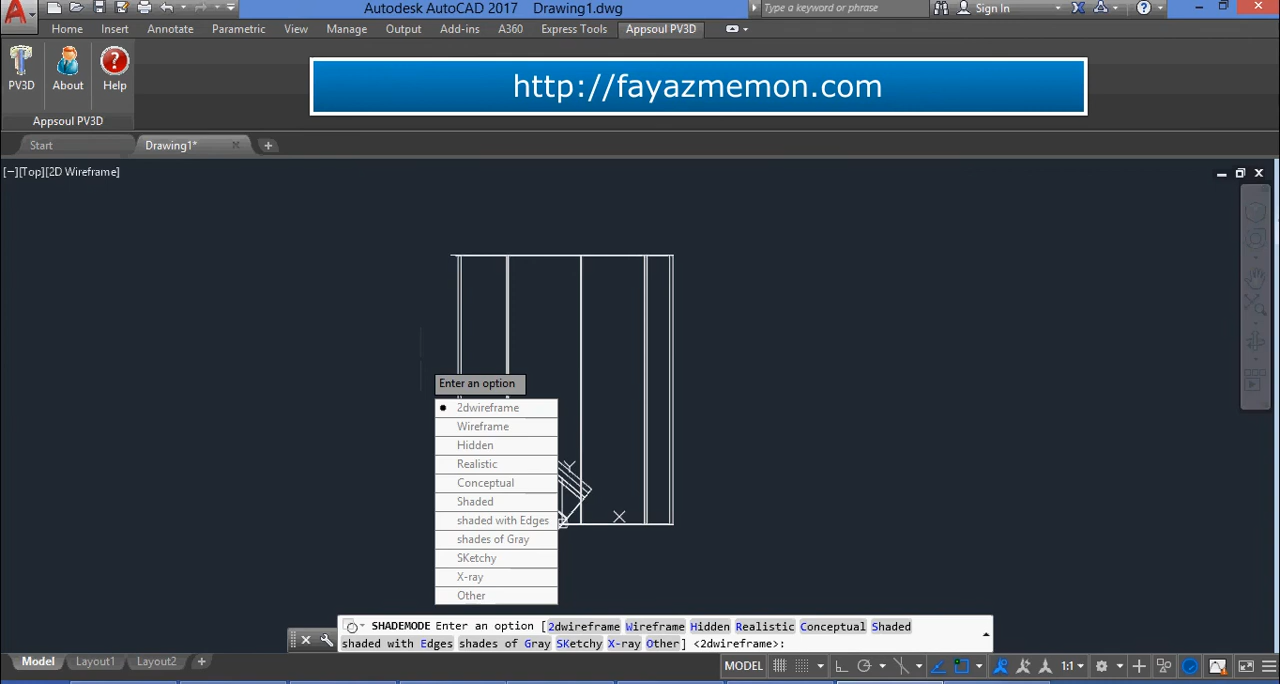 Autodesk AutoCAD 2017 Drawing1.dwg
Type a keyword or phrase
Sign In
Home Insert Annotate Parametric View Manage Output Add-ins A360 Express Tools Appsoul PV3D
PV3D About Help
Appsoul PV3D
http://fayazmemon.com
Start Drawing1*
[−][Top][2D Wireframe]
Enter an option
2dwireframe
Wireframe
Hidden
Realistic
Conceptual
Shaded
shaded with Edges
shades of Gray
SKetchy
X-ray
Other
Y
X
SHADEMODE Enter an option [2dwireframe Wireframe Hidden Realistic Conceptual Shaded
shaded with Edges shades of Gray SKetchy X-ray Other] <2dwireframe>:
Model Layout1 Layout2
MODEL 1:1